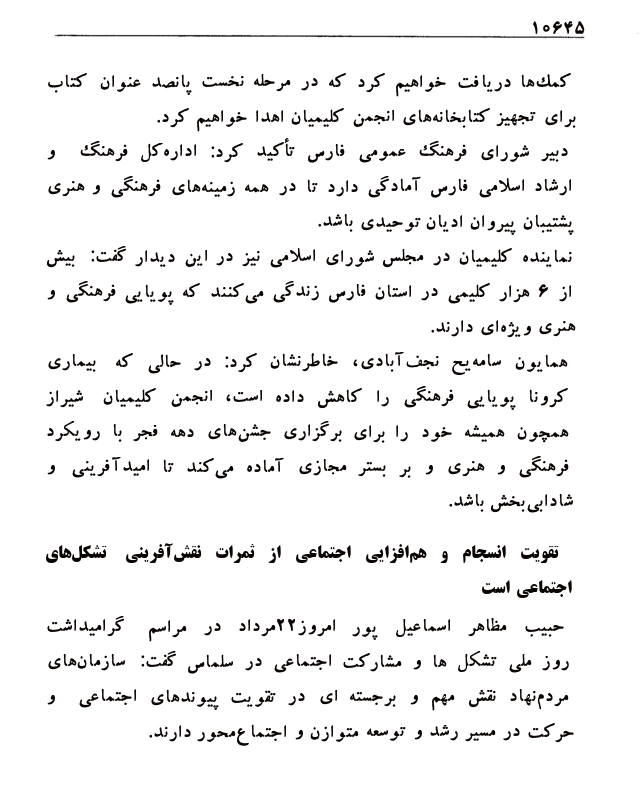 ۱۰۶۴۵
کمك‌ها دریافت خواهیم کرد که در مرحله نخست پانصد عنوان کتاب
برای تجهیز کتابخانه‌های انجمن کلیمیان اهدا خواهیم کرد.
دبیر شورای فرهنگ عمومی فارس تأکید کرد: اداره‌کل فرهنگ و
ارشاد اسلامی فارس آمادگی دارد تا در همه زمینه‌های فرهنگی و هنری
پشتیبان پیروان ادیان توحیدی باشد.
نماینده کلیمیان در مجلس شورای اسلامی نیز در این دیدار گفت: بیش
از ۶ هزار کلیمی در استان فارس زندگی می‌کنند که پویایی فرهنگی و
هنری ویژه‌ای دارند.
همایون سامه‌یح نجف‌آبادی، خاطرنشان کرد: در حالی که بیماری
کرونا پویایی فرهنگی را کاهش داده است، انجمن کلیمیان شیراز
همچون همیشه خود را برای برگزاری جشن‌های دهه فجر با رویکرد
فرهنگی و هنری و بر بستر مجازی آماده می‌کند تا امیدآفرینی و
شادابی‌بخش باشد.
تقویت انسجام و هم‌افزایی اجتماعی از ثمرات نقش‌آفرینی تشکل‌های
اجتماعی است
حبیب مظاهر اسماعیل پور امروز۲۲مرداد در مراسم گرامیداشت
روز ملی تشکل ها و مشارکت اجتماعی در سلماس گفت: سازمان‌های
مردم‌نهاد نقش مهم و برجسته ای در تقویت پیوندهای اجتماعی و
حرکت در مسیر رشد و توسعه متوازن و اجتماع‌محور دارند.